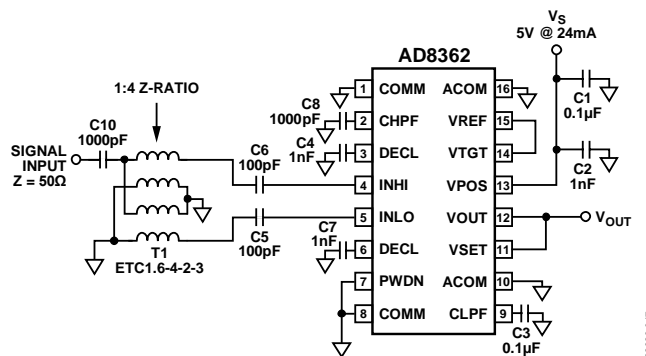 VS
5V @ 24mA
AD8362
1:4 Z-RATIO
C10
1000pF
SIGNAL
INPUT
Z = 50Ω
T1
ETC1.6-4-2-3
C6
100pF
C5
100pF
C8
1000pF
C4
1nF
C7
1nF
1 COMM
2 CHPF
3 DECL
4 INHI
5 INLO
6 DECL
7 PWDN
8 COMM
ACOM 16
VREF 15
VTGT 14
VPOS 13
VOUT 12
VSET 11
ACOM 10
CLPF 9
C1
0.1µF
C2
1nF
VOUT
C3
0.1µF